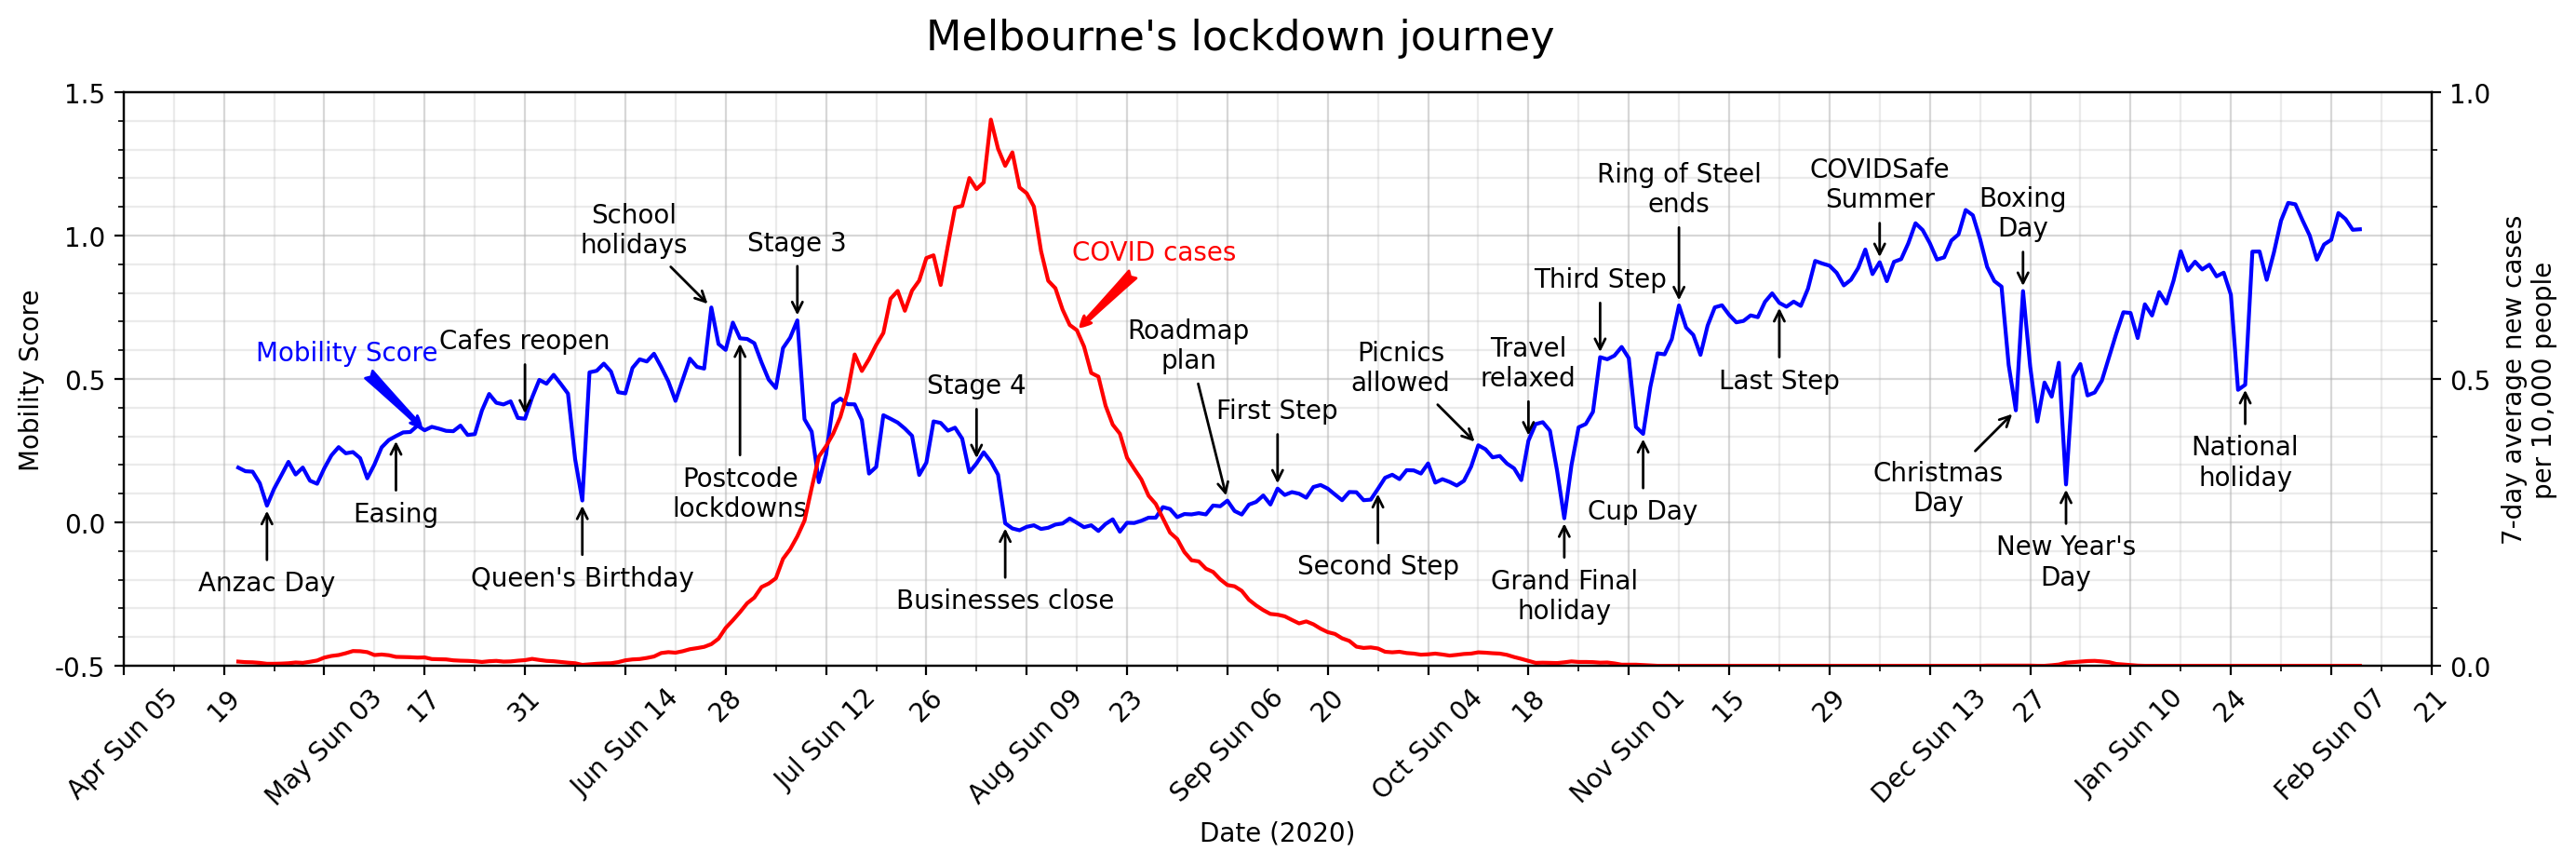 Melbourne's lockdown journey
1.5
1.0
0.5
0.0
-0.5
Mobility Score
1.0
0.5
0.0
7-day average new cases
per 10,000 people
Mobility Score
COVID cases
Anzac Day
Easing
Cafes reopen
Queen's Birthday
School
holidays
Postcode
lockdowns
Stage 3
Stage 4
Businesses close
Roadmap
plan
First Step
Second Step
Picnics
allowed
Travel
relaxed
Grand Final
holiday
Third Step
Cup Day
Ring of Steel
ends
Last Step
COVIDSafe
Summer
Christmas
Day
Boxing
Day
New Year's
Day
National
holiday
Apr Sun 05
19
May Sun 03
17
31
Jun Sun 14
28
Jul Sun 12
26
Aug Sun 09
23
Sep Sun 06
20
Oct Sun 04
18
Nov Sun 01
15
29
Dec Sun 13
27
Jan Sun 10
24
Feb Sun 07
21
Date (2020)